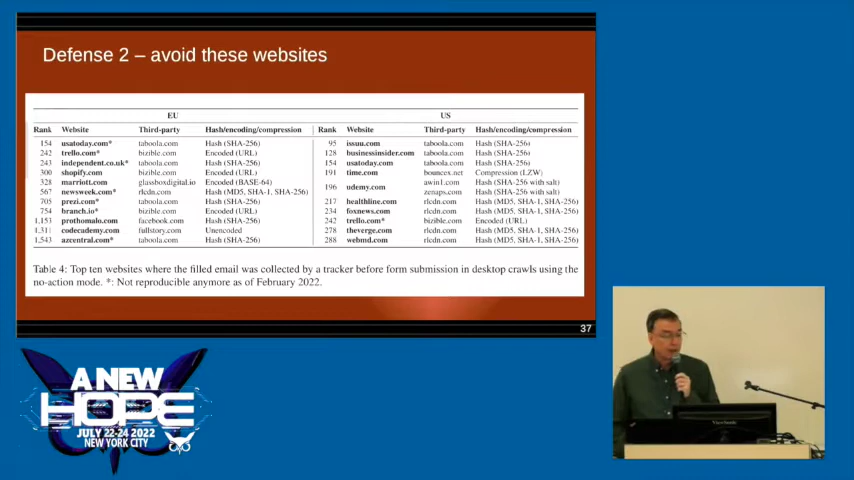 Defense 2 – avoid these websites
EU US
Rank Website Third-party Hash/encoding/compression Rank Website Third-party Hash/encoding/compression
154 usatoday.com* taboola.com Hash (SHA-256) 95 issuu.com taboola.com Hash (SHA-256)
242 trello.com* bizible.com Encoded (URL) 128 businessinsider.com taboola.com Hash (SHA-256)
243 independent.co.uk* taboola.com Hash (SHA-256) 154 usatoday.com taboola.com Hash (SHA-256)
300 shopify.com bizible.com Encoded (URL) 191 time.com bouncex.net Compression (LZW)
328 marriott.com glassboxdigital.io Encoded (BASE-64) 196 udemy.com awin1.com Hash (SHA-256 with salt)
567 newsweek.com* rlcdn.com Hash (MD5, SHA-1, SHA-256) zenaps.com Hash (SHA-256 with salt)
705 prezi.com* taboola.com Hash (SHA-256) 217 healthline.com rlcdn.com Hash (MD5, SHA-1, SHA-256)
754 branch.io* bizible.com Encoded (URL) 234 foxnews.com rlcdn.com Hash (MD5, SHA-1, SHA-256)
1,153 prothomalo.com facebook.com Hash (SHA-256) 242 trello.com* bizible.com Encoded (URL)
1,311 codecademy.com fullstory.com Unencoded 278 theverge.com rlcdn.com Hash (MD5, SHA-1, SHA-256)
1,543 azcentral.com* taboola.com Hash (SHA-256) 288 webmd.com rlcdn.com Hash (MD5, SHA-1, SHA-256)
Table 4: Top ten websites where the filled email was collected by a tracker before form submission in desktop crawls using the
no-action mode. *: Not reproducible anymore as of February 2022.
37
A NEW
HOPE
JULY 22-24 2022
NEW YORK CITY
ViewSonic